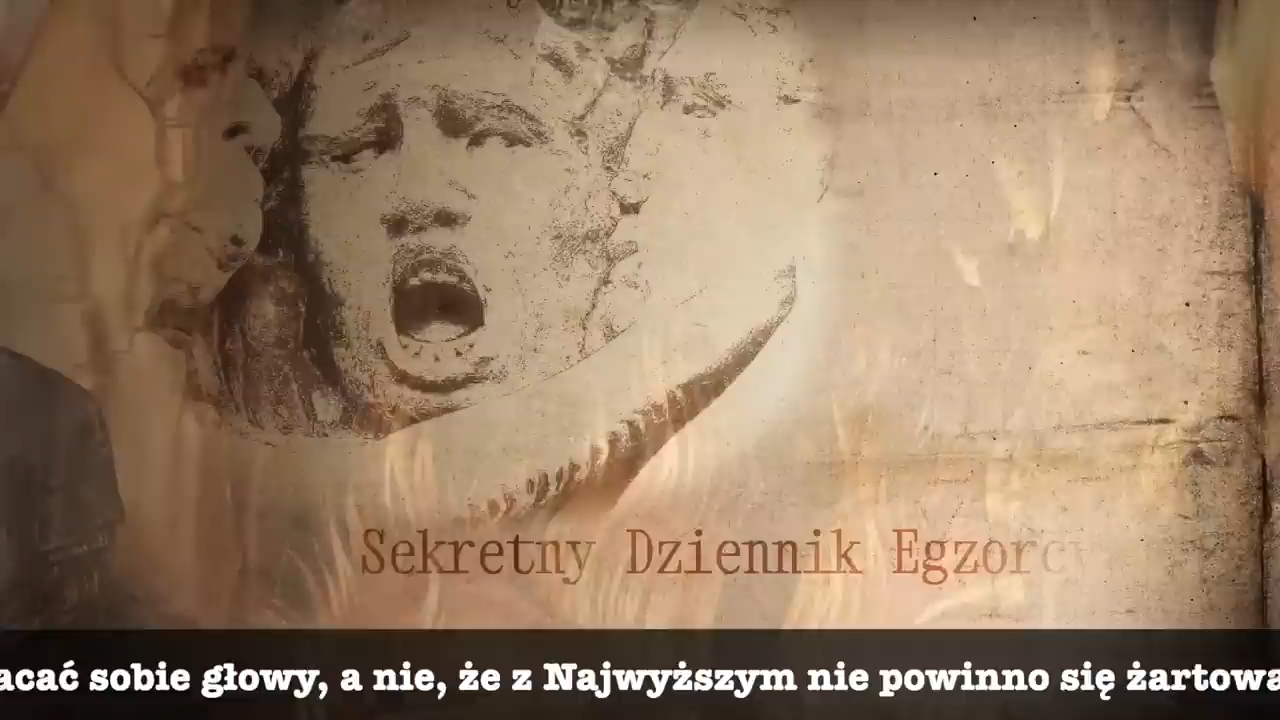 Sekretny Dziennik Egzorcy
acać sobie głowy, a nie, że z Najwyższym nie powinno się żartowa